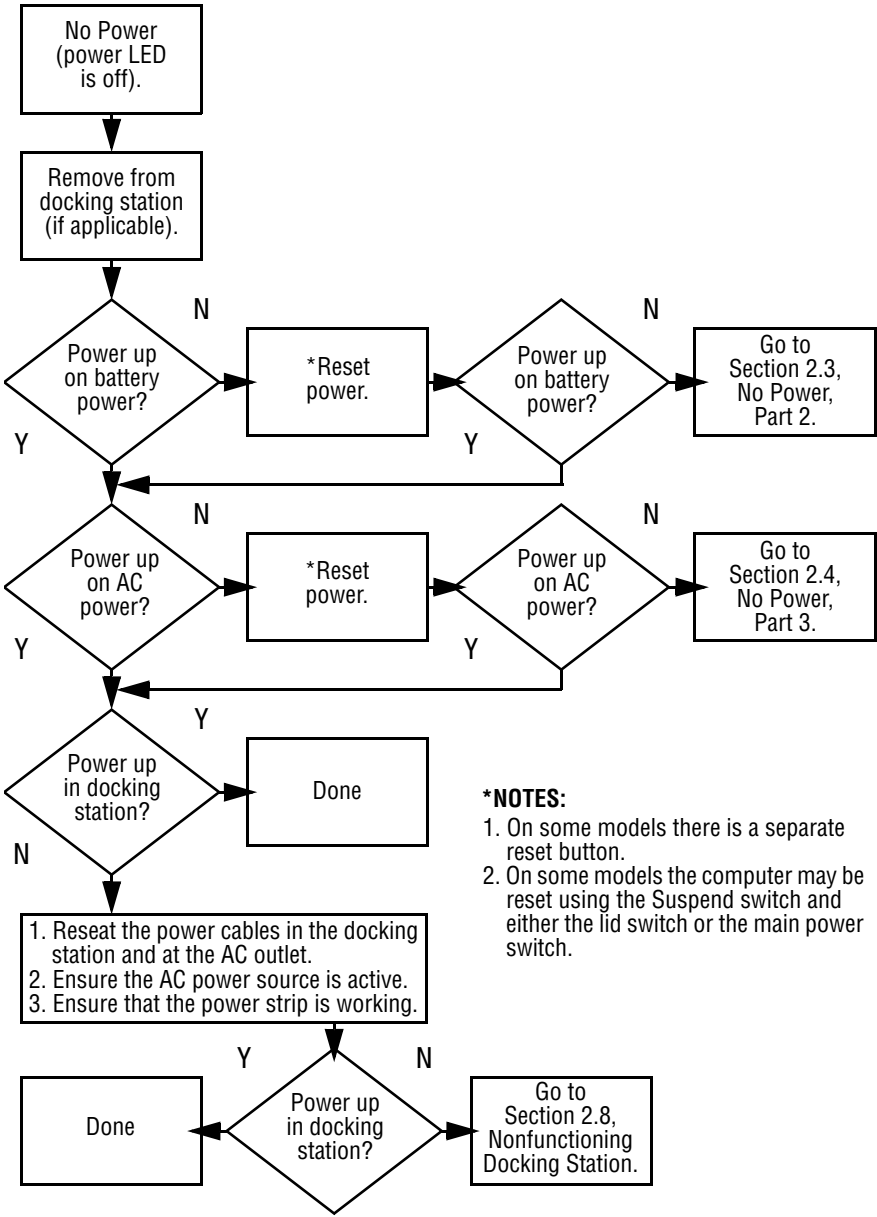 No Power
(power LED
is off).
Remove from
docking station
(if applicable).
N
Power up
on battery
power?
Y
*Reset
power.
N
Power up
on battery
power?
Y
Go to
Section 2.3,
No Power,
Part 2.
N
Power up
on AC
power?
Y
*Reset
power.
N
Power up
on AC
power?
Y
Go to
Section 2.4,
No Power,
Part 3.
Y
Power up
in docking
station?
N
Done
*NOTES:
1. On some models there is a separate
reset button.
2. On some models the computer may be
reset using the Suspend switch and
either the lid switch or the main power
switch.
1. Reseat the power cables in the docking
station and at the AC outlet.
2. Ensure the AC power source is active.
3. Ensure that the power strip is working.
Y
N
Done
Power up
in docking
station?
Go to
Section 2.8,
Nonfunctioning
Docking Station.